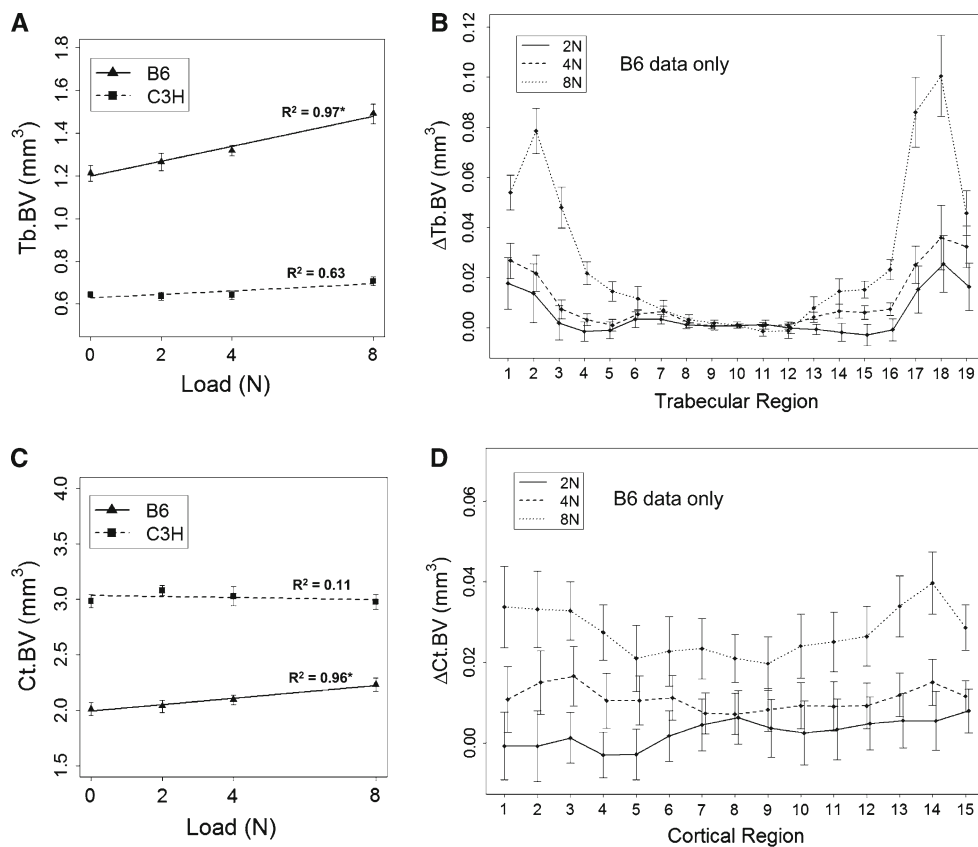 A
1.8
1.6
1.4
1.2
1.0
0.8
0.6
Tb.BV (mm³)
B6
C3H
R² = 0.97*
R² = 0.63
0 2 4 8
Load (N)
B
0.12
0.10
0.08
0.06
0.04
0.02
0.00
ΔTb.BV (mm³)
2N
4N
8N
B6 data only
1 2 3 4 5 6 7 8 9 10 11 12 13 14 15 16 17 18 19
Trabecular Region
C
4.0
3.5
3.0
2.5
2.0
1.5
Ct.BV (mm³)
B6
C3H
R² = 0.11
R² = 0.96*
0 2 4 8
Load (N)
D
0.06
0.04
0.02
0.00
ΔCt.BV (mm³)
2N
4N
8N
B6 data only
1 2 3 4 5 6 7 8 9 10 11 12 13 14 15
Cortical Region